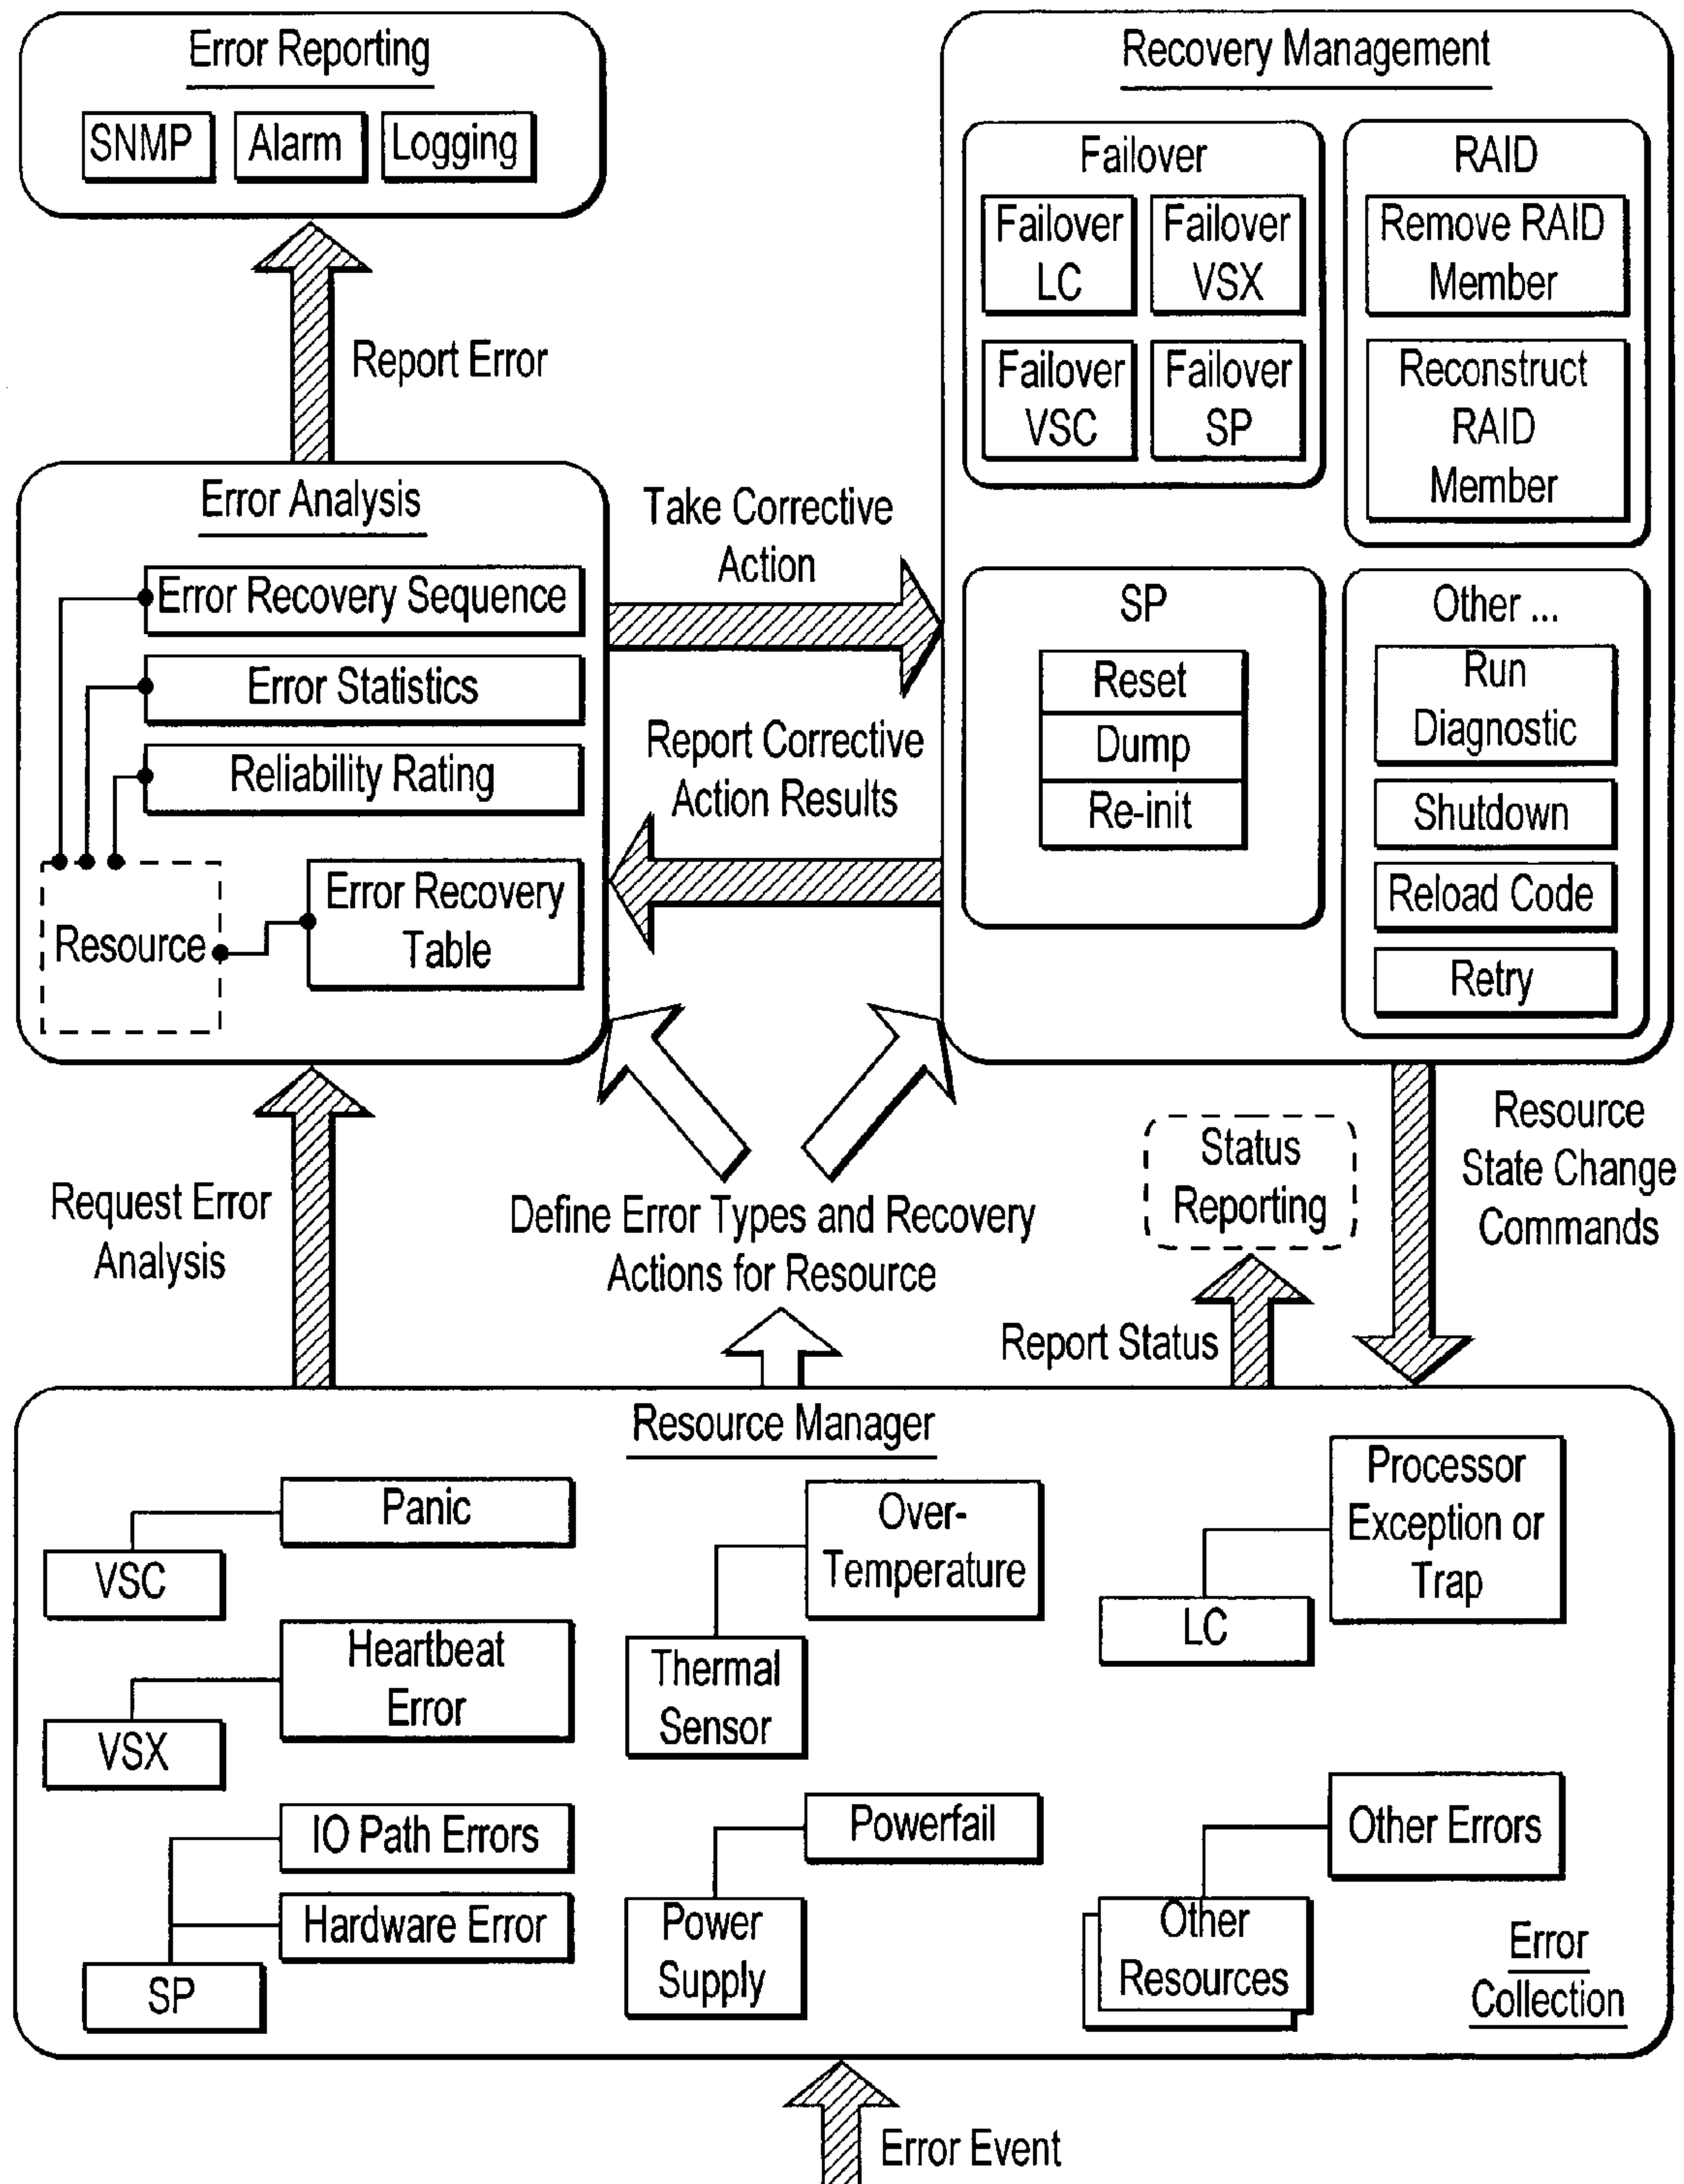 Error Reporting
SNMP
Alarm
Logging
Report Error
Recovery Management
Failover
Failover
LC
Failover
VSX
Failover
VSC
Failover
SP
RAID
Remove RAID
Member
Reconstruct
RAID
Member
Error Analysis
Error Recovery Sequence
Error Statistics
Reliability Rating
Resource
Error Recovery
Table
Take Corrective
Action
Report Corrective
Action Results
SP
Reset
Dump
Re-init
Other ...
Run
Diagnostic
Shutdown
Reload Code
Retry
Request Error
Analysis
Define Error Types and Recovery
Actions for Resource
Status
Reporting
Report Status
Resource
State Change
Commands
Resource Manager
Panic
VSC
Heartbeat
Error
VSX
IO Path Errors
Hardware Error
SP
Over-
Temperature
Thermal
Sensor
Powerfail
Power
Supply
Processor
Exception or
Trap
LC
Other Errors
Other
Resources
Error
Collection
Error Event